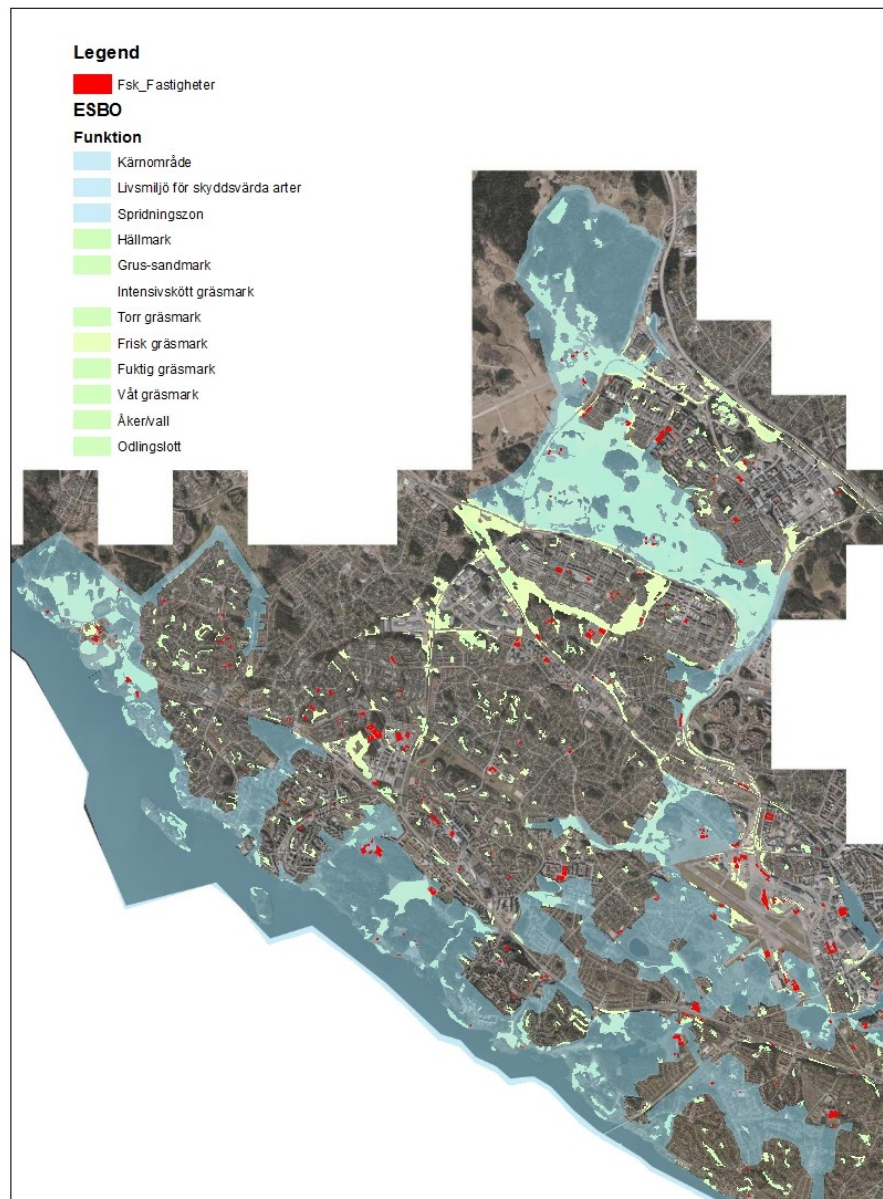 Legend
Fsk_Fastigheter
ESBO
Funktion
Kärnområde
Livsmiljö för skyddsvärda arter
Spridningszon
Hällmark
Grus-sandmark
Intensivskött gräsmark
Torr gräsmark
Frisk gräsmark
Fuktig gräsmark
Våt gräsmark
Åker/vall
Odlingslott